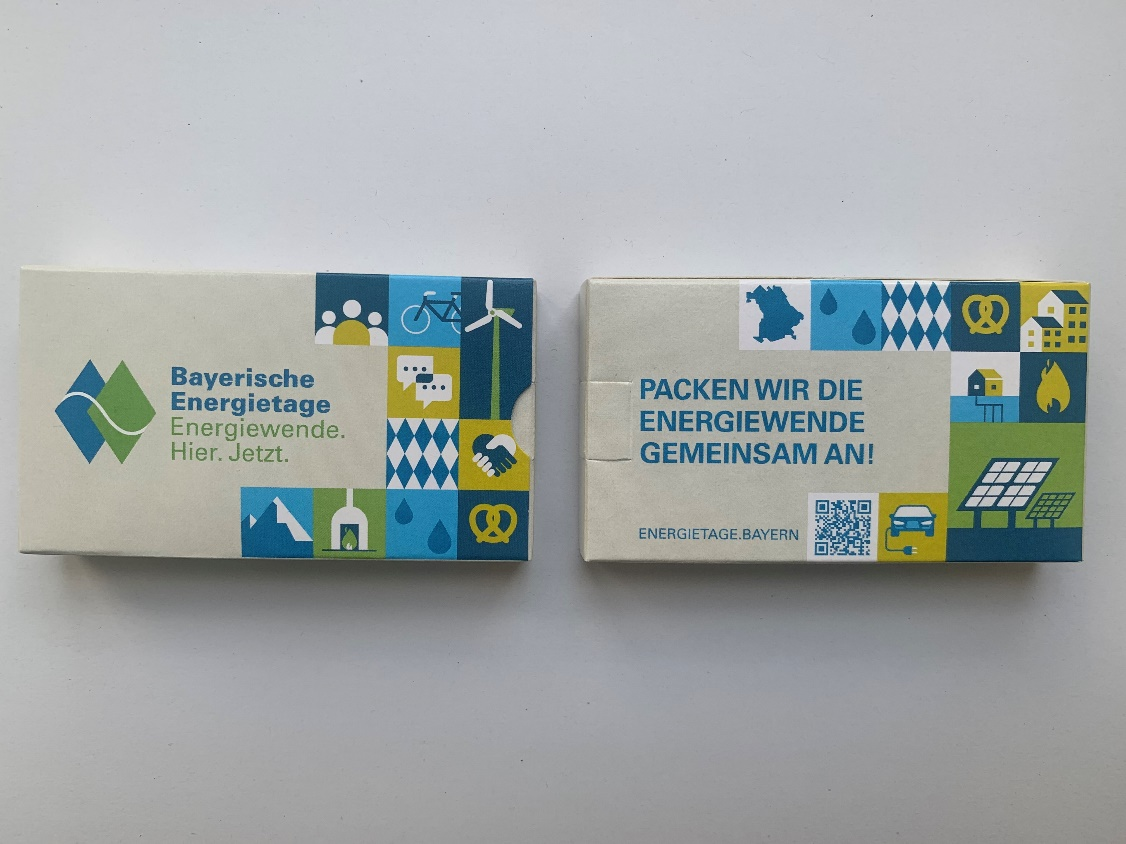 Bayerische
Energietage
Energiewende.
Hier. Jetzt.
PACKEN WIR DIE
ENERGIEWENDE
GEMEINSAM AN!
ENERGIETAGE.BAYERN